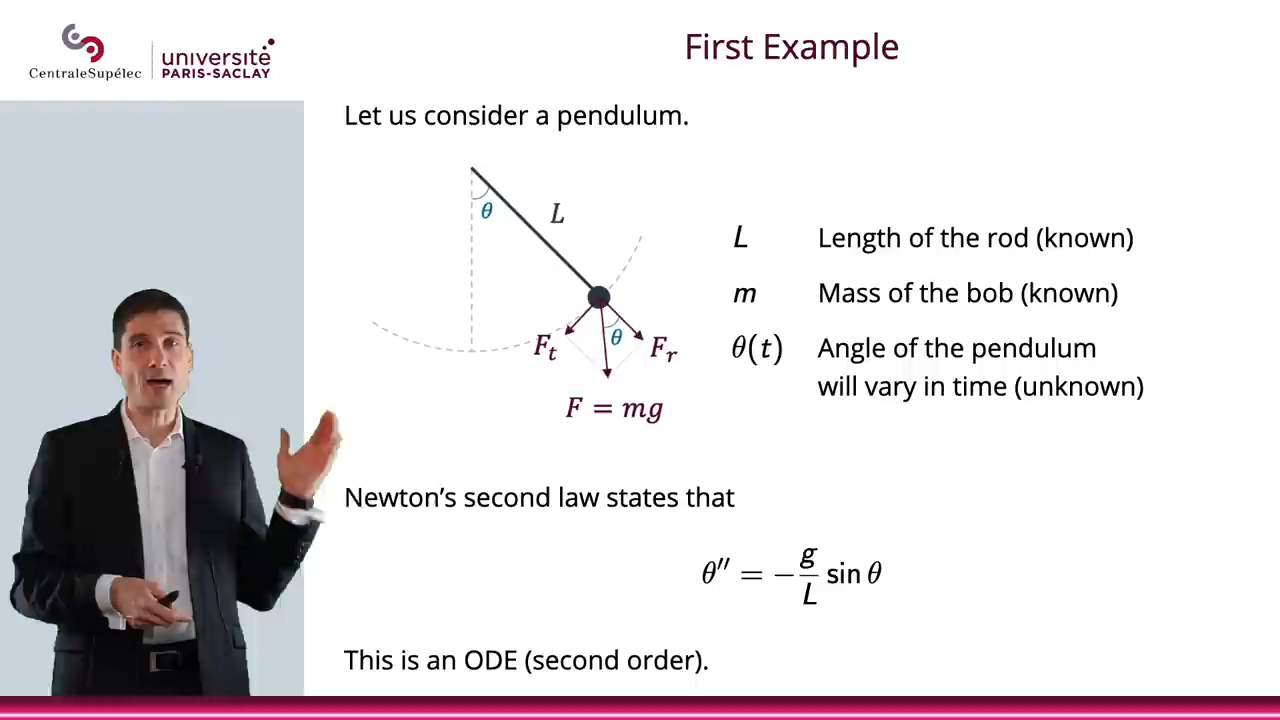 CentraleSupélec
université
PARIS-SACLAY
First Example
Let us consider a pendulum.
θ
L
θ
F_t
F_r
F = mg
L Length of the rod (known)
m Mass of the bob (known)
θ(t) Angle of the pendulum
will vary in time (unknown)
Newton’s second law states that
θ′′ = −g/L sin θ
This is an ODE (second order).